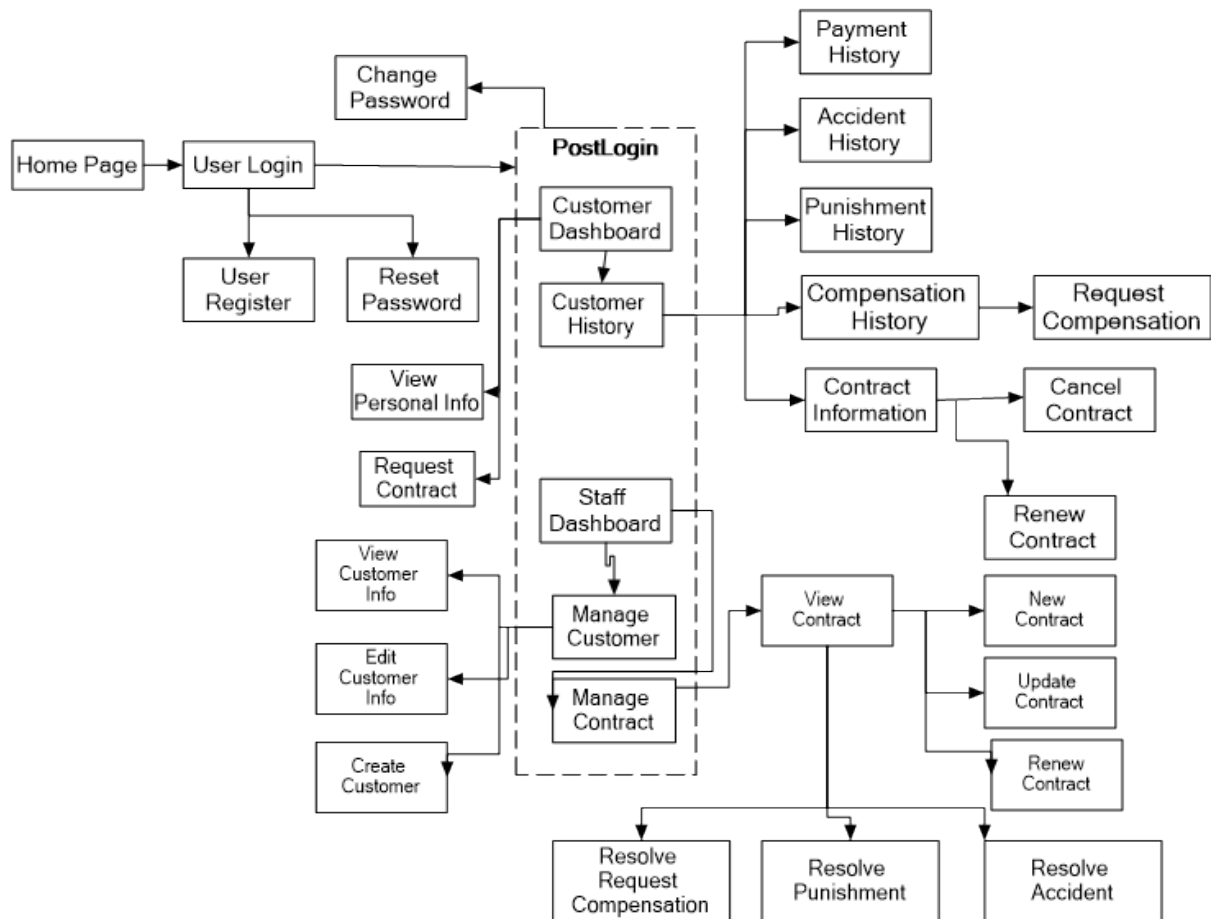 Payment
History
Change
Password
Accident
History
PostLogin
Home Page
User Login
Customer
Dashboard
Punishment
History
User
Register
Reset
Password
Customer
History
Compensation
History
Request
Compensation
View
Personal Info
Contract
Information
Cancel
Contract
Request
Contract
Staff
Dashboard
Renew
Contract
View
Customer
Info
Manage
Customer
View
Contract
New
Contract
Edit
Customer
Info
Manage
Contract
Update
Contract
Create
Customer
Renew
Contract
Resolve
Request
Compensation
Resolve
Punishment
Resolve
Accident